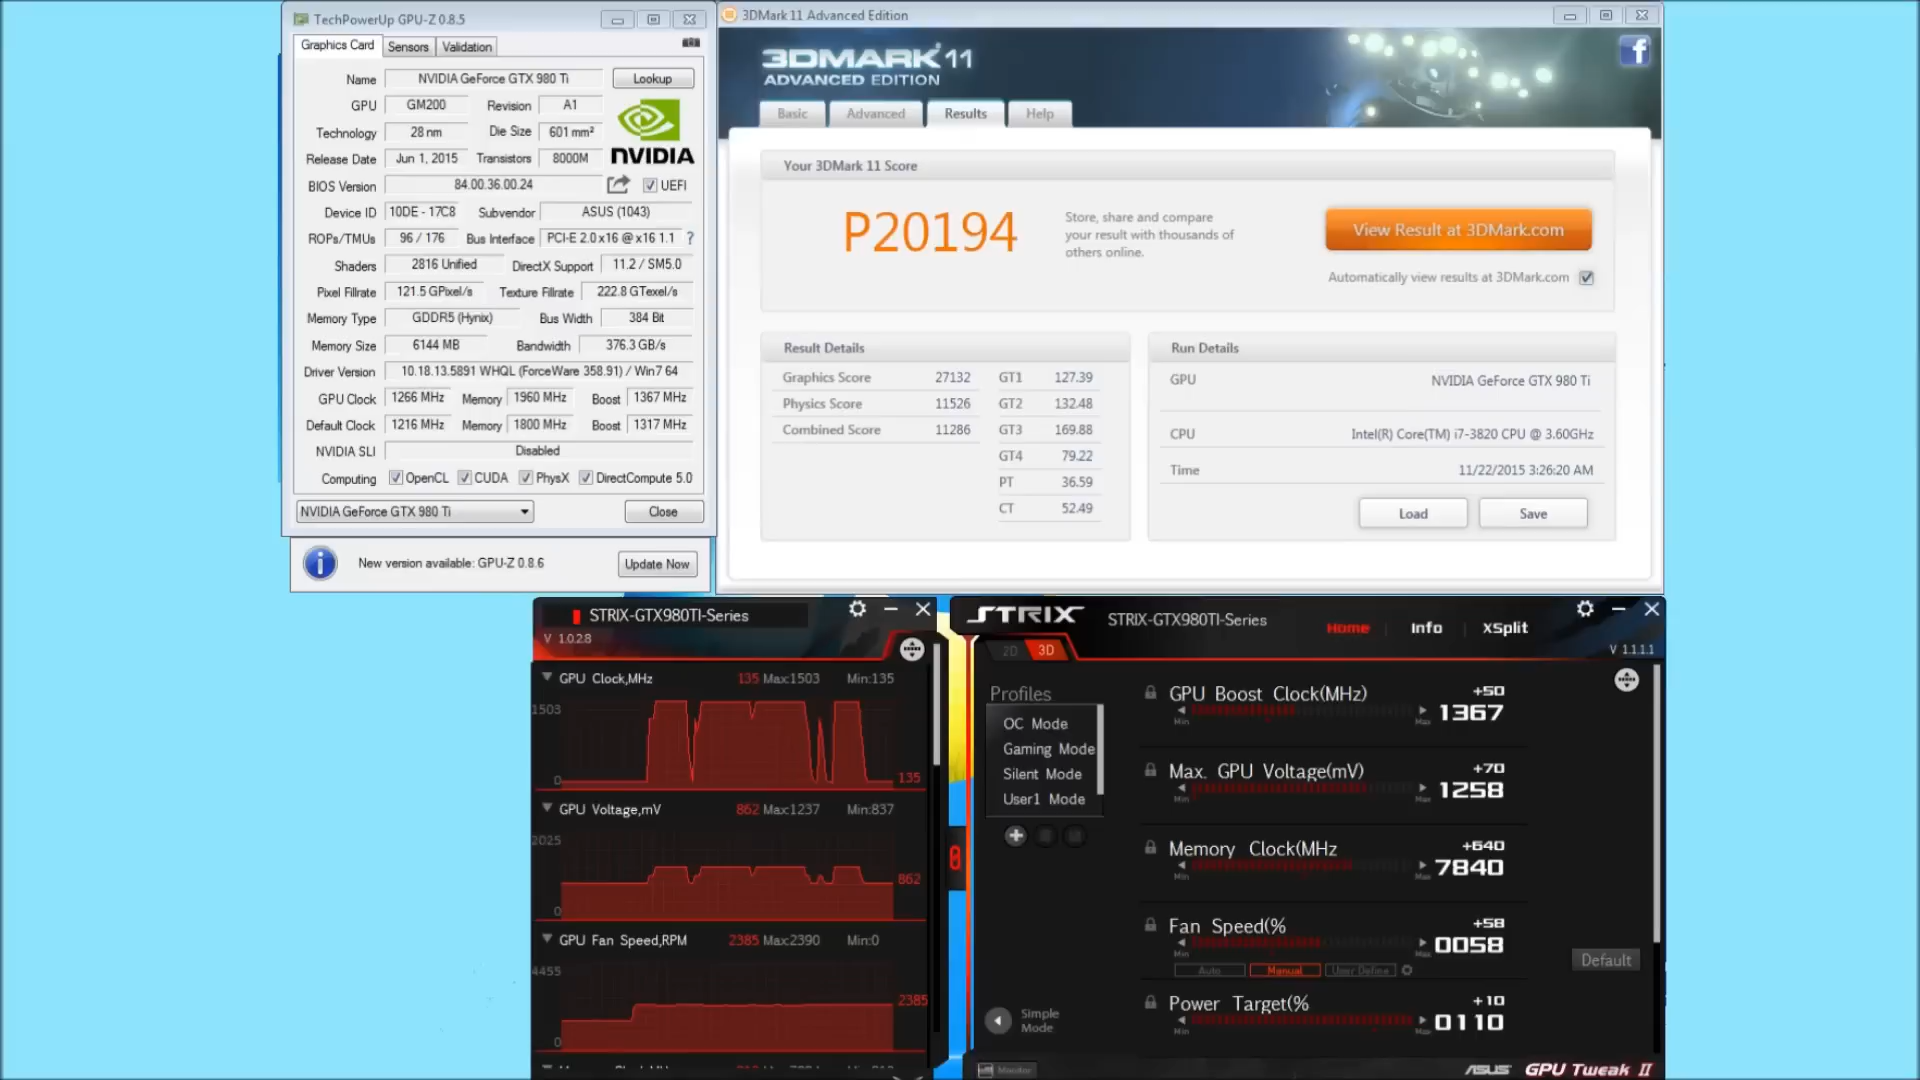 TechPowerUp GPU-Z 0.8.5
Graphics Card Sensors Validation
Name NVIDIA GeForce GTX 980 Ti Lookup
GPU GM200 Revision A1
Technology 28 nm Die Size 601 mm²
Release Date Jun 1, 2015 Transistors 8000M
NVIDIA
BIOS Version 84.00.36.00.24 UEFI
Device ID 10DE - 17C8 Subvendor ASUS (1043)
ROPs/TMUs 96 / 176 Bus Interface PCI-E 2.0 x16 @ x16 1.1 ?
Shaders 2816 Unified DirectX Support 11.2 / SM5.0
Pixel Fillrate 121.5 GPixel/s Texture Fillrate 222.8 GTexel/s
Memory Type GDDR5 (Hynix) Bus Width 384 Bit
Memory Size 6144 MB Bandwidth 376.3 GB/s
Driver Version 10.18.13.5891 WHQL (ForceWare 358.91) / Win7 64
GPU Clock 1266 MHz Memory 1960 MHz Boost 1367 MHz
Default Clock 1216 MHz Memory 1800 MHz Boost 1317 MHz
NVIDIA SLI Disabled
Computing OpenCL CUDA PhysX DirectCompute 5.0
NVIDIA GeForce GTX 980 Ti Close
New version available: GPU-Z 0.8.6 Update Now
3DMark 11 Advanced Edition
3DMARK 11
ADVANCED EDITION
f
Basic Advanced Results Help
Your 3DMark 11 Score
P20194
Store, share and compare
your result with thousands of
others online.
View Result at 3DMark.com
Automatically view results at 3DMark.com
Result Details
Graphics Score 27132 GT1 127.39
Physics Score 11526 GT2 132.48
Combined Score 11286 GT3 169.88
GT4 79.22
PT 36.59
CT 52.49
Run Details
GPU NVIDIA GeForce GTX 980 Ti
CPU Intel(R) Core(TM) i7-3820 CPU @ 3.60GHz
Time 11/22/2015 3:26:20 AM
Load Save
STRIX-GTX980TI-Series
V 1.0.2.8
GPU Clock,MHz 135 Max:1503 Min:135
1503
0
135
GPU Voltage,mV 862 Max:1237 Min:837
2025
862
0
GPU Fan Speed,RPM 2385 Max:2390 Min:0
4455
2385
0
STRIX STRIX-GTX980TI-Series Home Info XSplit
V 1.1.1.1
2D 3D
Profiles
OC Mode
Gaming Mode
Silent Mode
User1 Mode
GPU Boost Clock(MHz) +50
Min Max 1367
Max. GPU Voltage(mV) +70
Min Max 1258
Memory Clock(MHz +640
Min Max 7840
Fan Speed(% +58
Min Max 0058
Auto Manual User Define
Default
Power Target(% +10
Min Max 0110
Simple
Mode
Monitor
ASUS GPU Tweak II